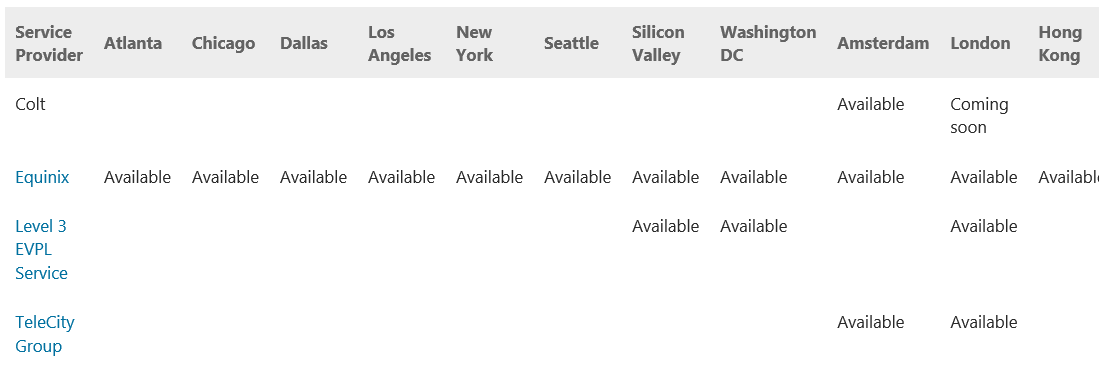 Service Provider Atlanta Chicago Dallas Los Angeles New York Seattle Silicon Valley Washington DC Amsterdam London Hong Kong
Colt Available Coming soon
Equinix Available Available Available Available Available Available Available Available Available Available Availabl
Level 3 EVPL Service Available Available Available
TeleCity Group Available Available